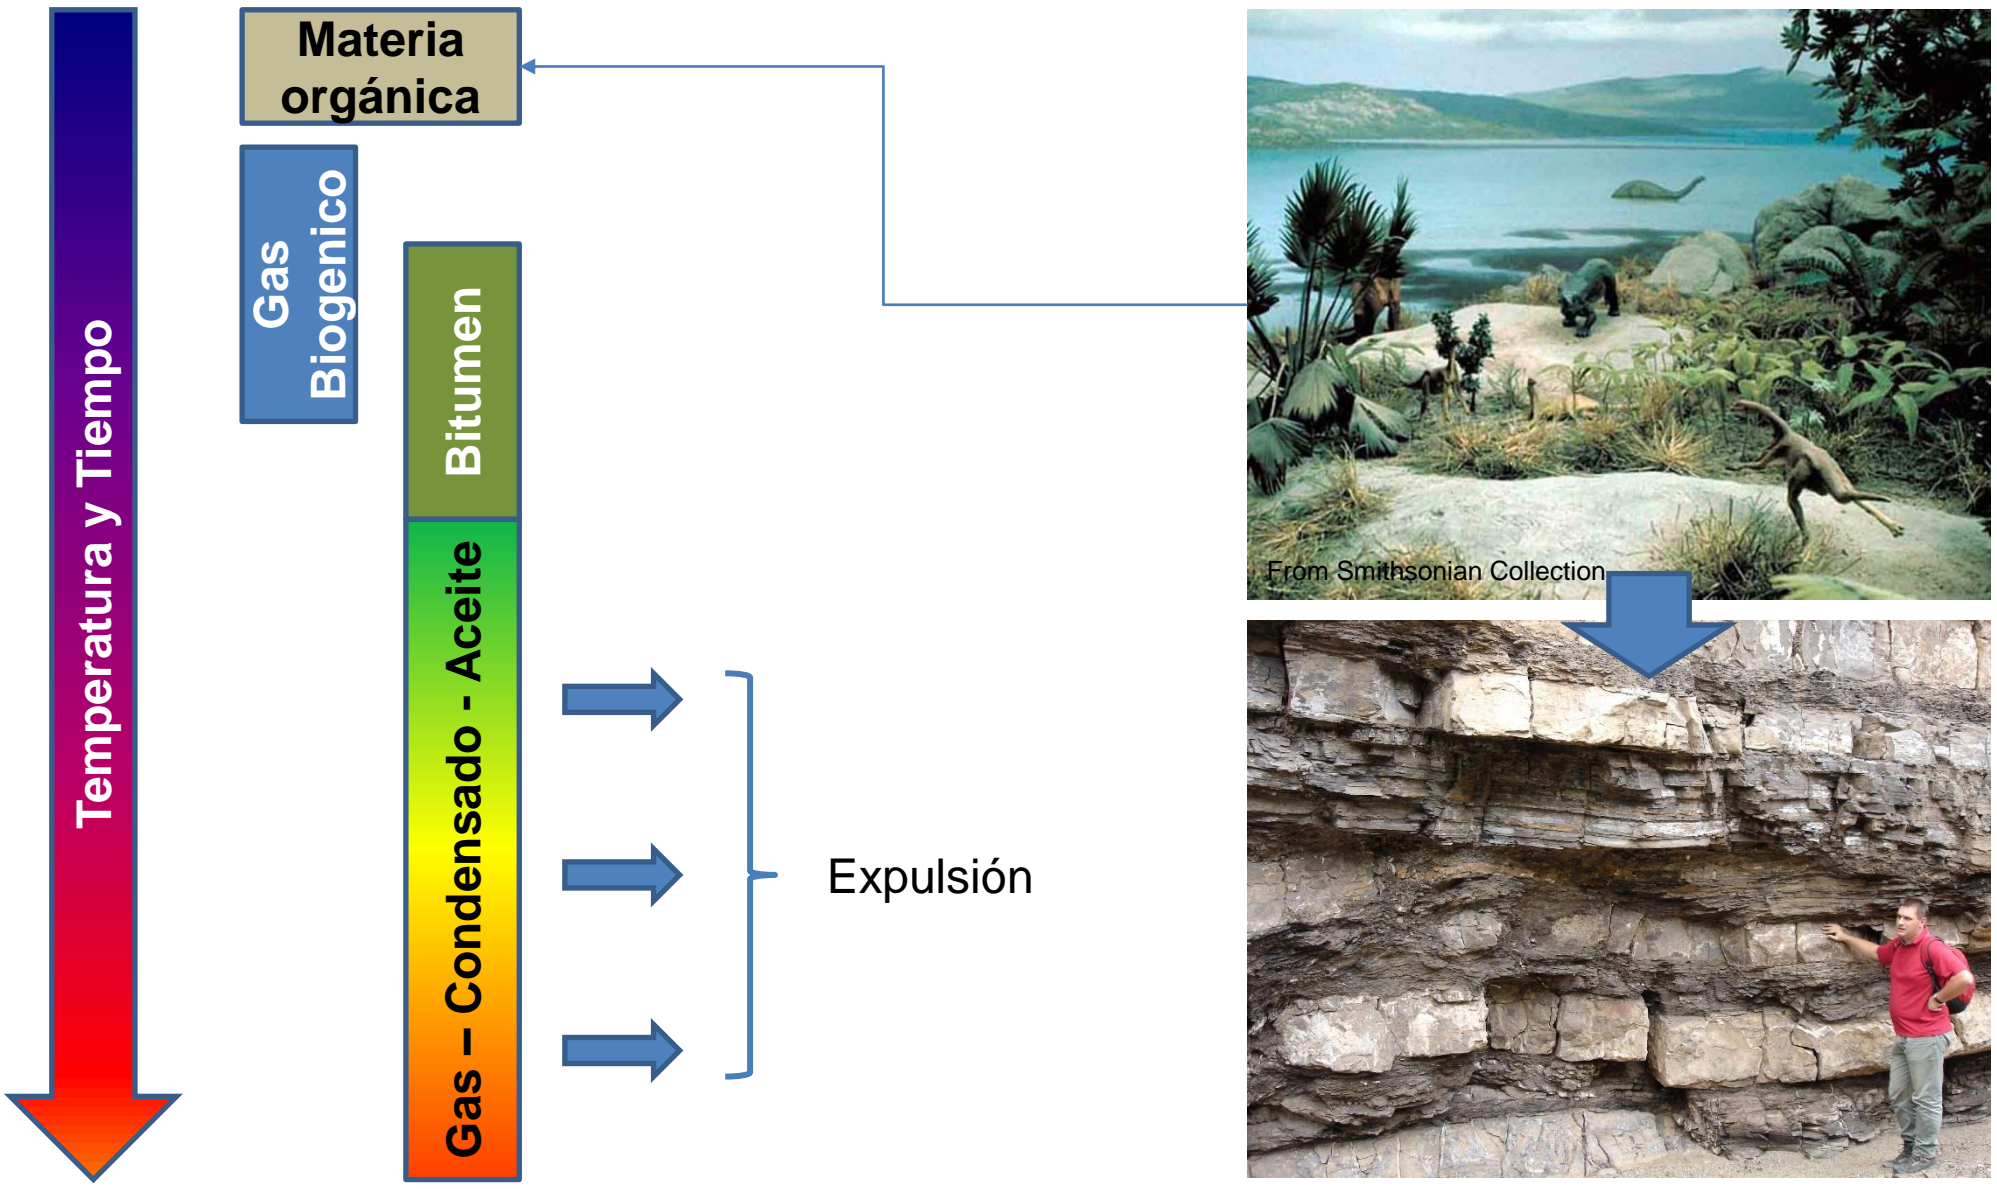 Materia
orgánica
Gas
Biogenico
Bitumen
Temperatura y Tiempo
Gas – Condensado - Aceite
Expulsión
From Smithsonian Collection